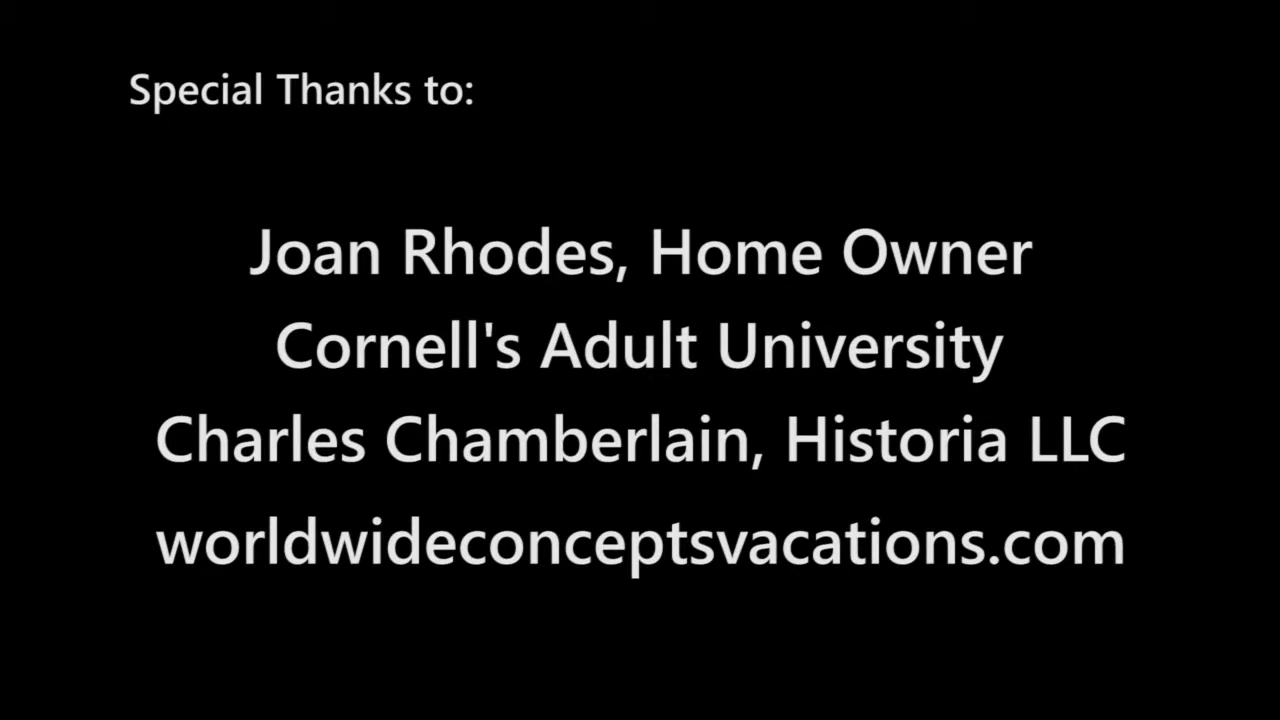 Special Thanks to:
Joan Rhodes, Home Owner
Cornell's Adult University
Charles Chamberlain, Historia LLC
worldwideconceptsvacations.com